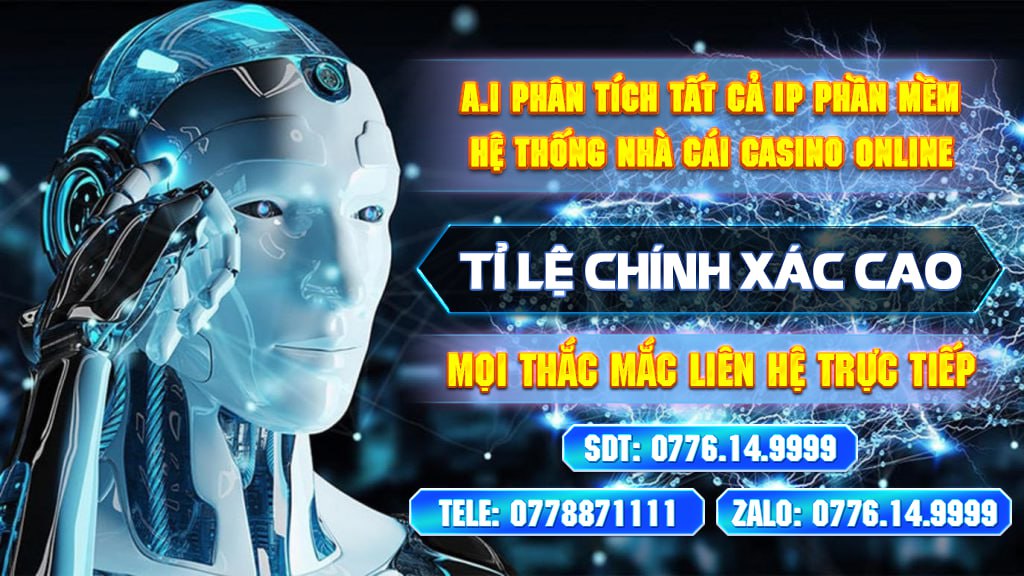 A.I PHÂN TÍCH TẤT CẢ IP PHẦN MỀM
HỆ THỐNG NHÀ CÁI CASINO ONLINE
TỈ LỆ CHÍNH XÁC CAO
MỌI THẮC MẮC LIÊN HỆ TRỰC TIẾP
SDT: 0776.14.9999
TELE: 0778871111
ZALO: 0776.14.9999